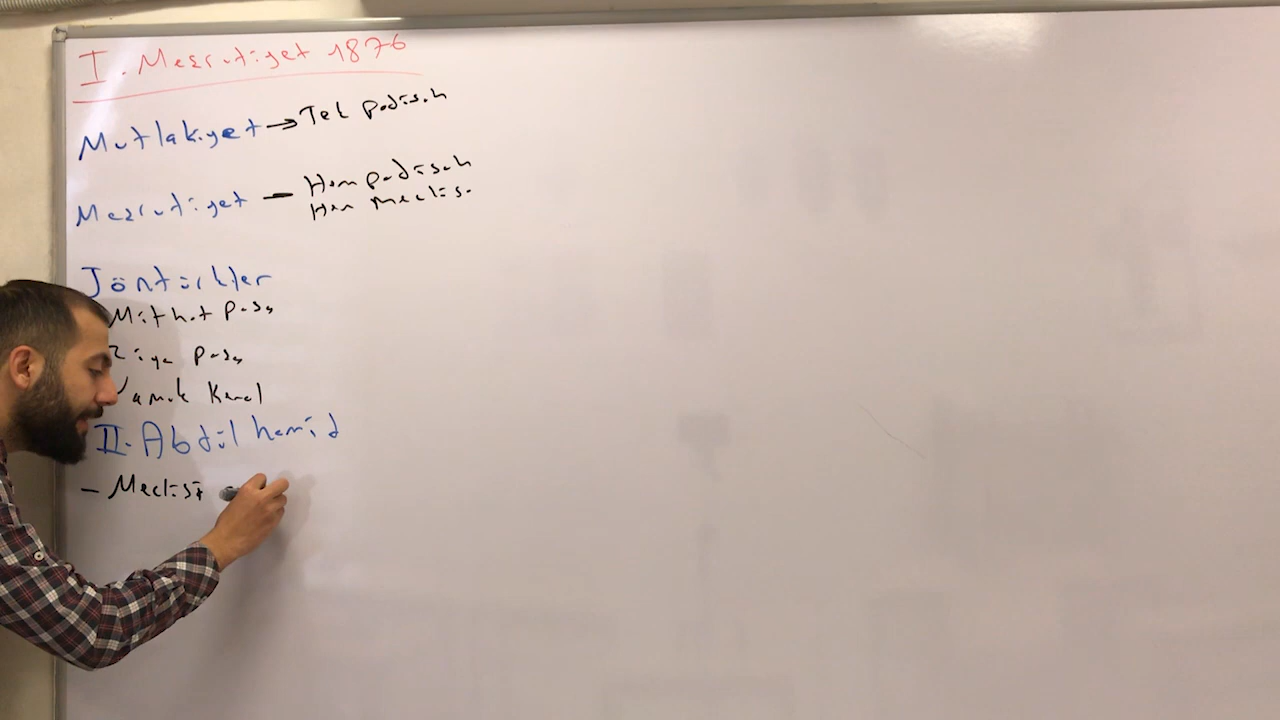 I. Meşrutiyet 1876
Mutlakiyet → Tek padişah
Meşrutiyet – Hem padişah
Hem meclis.
Jöntürkler
Mithat Paşa
Ziya Paşa
Namık Kemal
II. Abdülhamid
– Meclisi